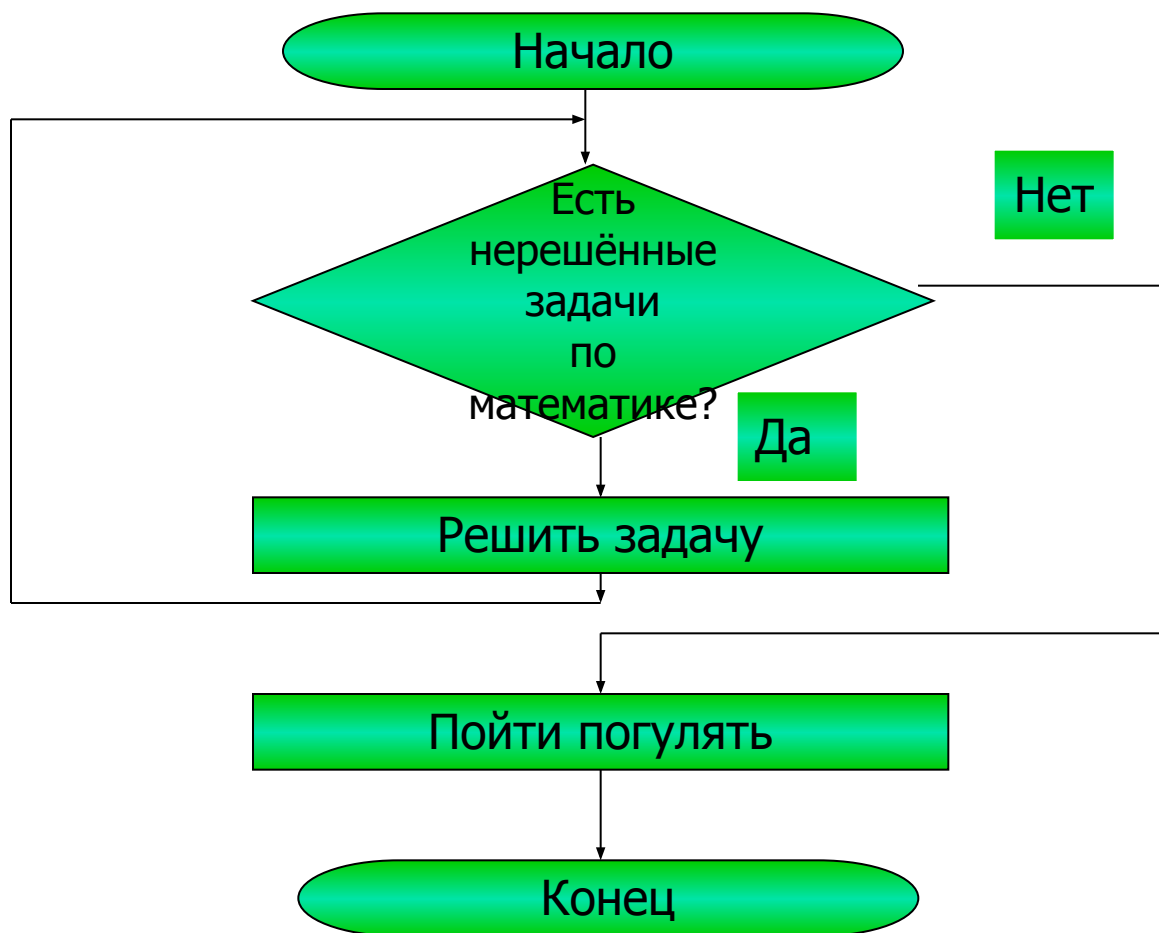 Начало
Нет
Есть
нерешённые
задачи
по
математике?
Да
Решить задачу
Пойти погулять
Конец